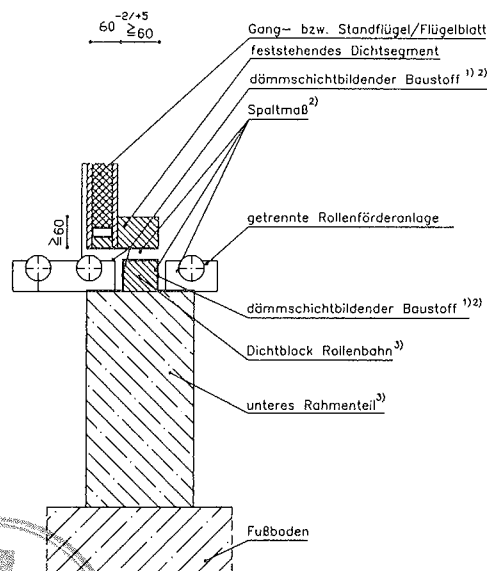 60 -2/+5 ≧60
Gang- bzw. Standflügel/Flügelblatt
feststehendes Dichtsegment
dämmschichtbildender Baustoff 1) 2)
Spaltmaß 2)
≧60
getrennte Rollenförderanlage
dämmschichtbildender Baustoff 1) 2)
Dichtblock Rollenbahn 3)
unteres Rahmenteil 3)
Fußboden